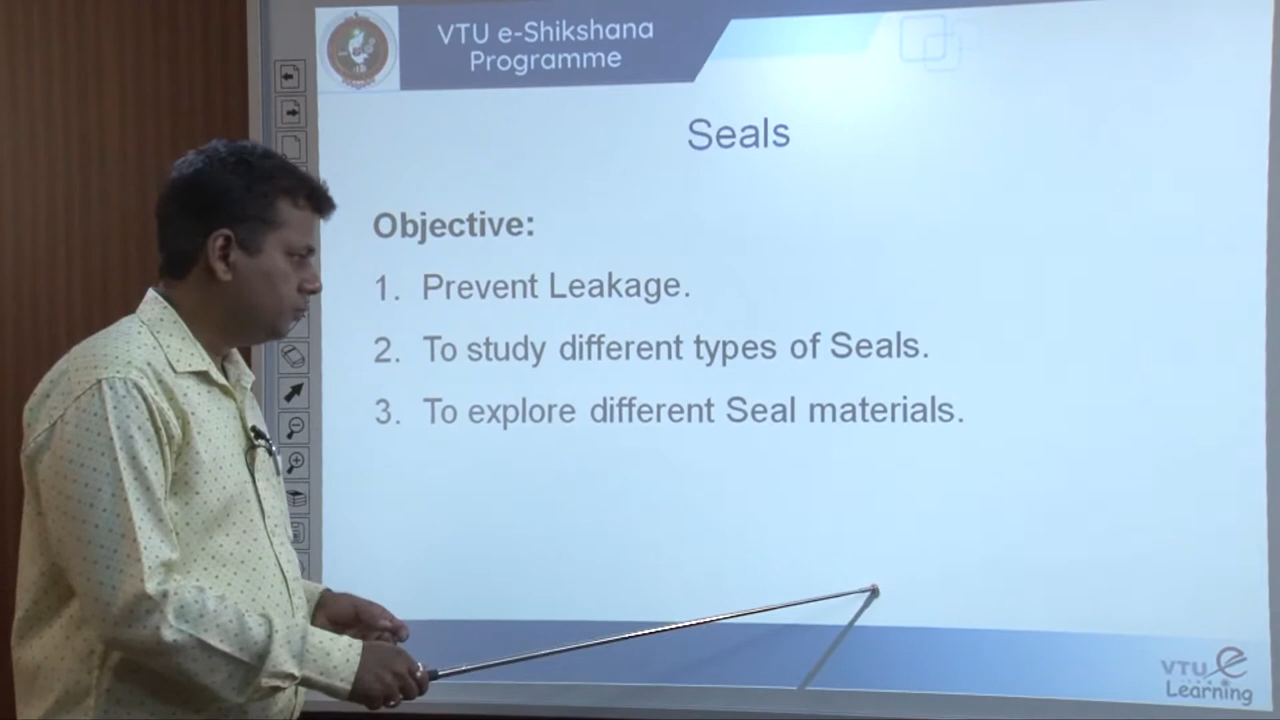 VTU e-Shikshana
Programme
Seals
Objective:
1. Prevent Leakage.
2. To study different types of Seals.
3. To explore different Seal materials.
VTU e
Learning